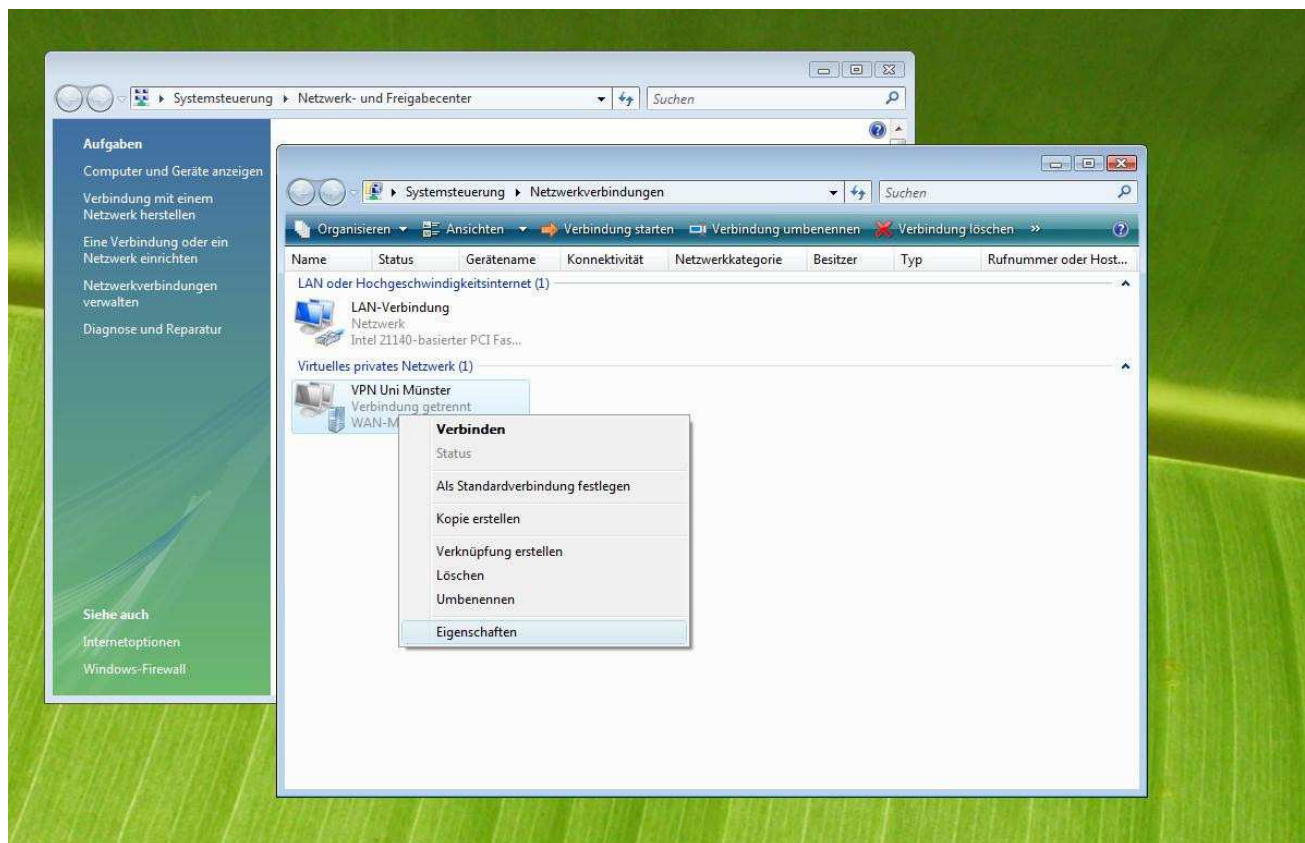 Systemsteuerung Netzwerk- und Freigabecenter Suchen
Aufgaben
Computer und Geräte anzeigen
Verbindung mit einem
Netzwerk herstellen
Eine Verbindung oder ein
Netzwerk einrichten
Netzwerkverbindungen
verwalten
Diagnose und Reparatur
Siehe auch
Internetoptionen
Windows-Firewall
Systemsteuerung Netzwerkverbindungen Suchen
Organisieren Ansichten Verbindung starten Verbindung umbenennen Verbindung löschen »
Name Status Gerätename Konnektivität Netzwerkkategorie Besitzer Typ Rufnummer oder Host...
LAN oder Hochgeschwindigkeitsinternet (1)
LAN-Verbindung
Netzwerk
Intel 21140-basierter PCI Fas...
Virtuelles privates Netzwerk (1)
VPN Uni Münster
Verbindung getrennt
WAN-M
Verbinden
Status
Als Standardverbindung festlegen
Kopie erstellen
Verknüpfung erstellen
Löschen
Umbenennen
Eigenschaften